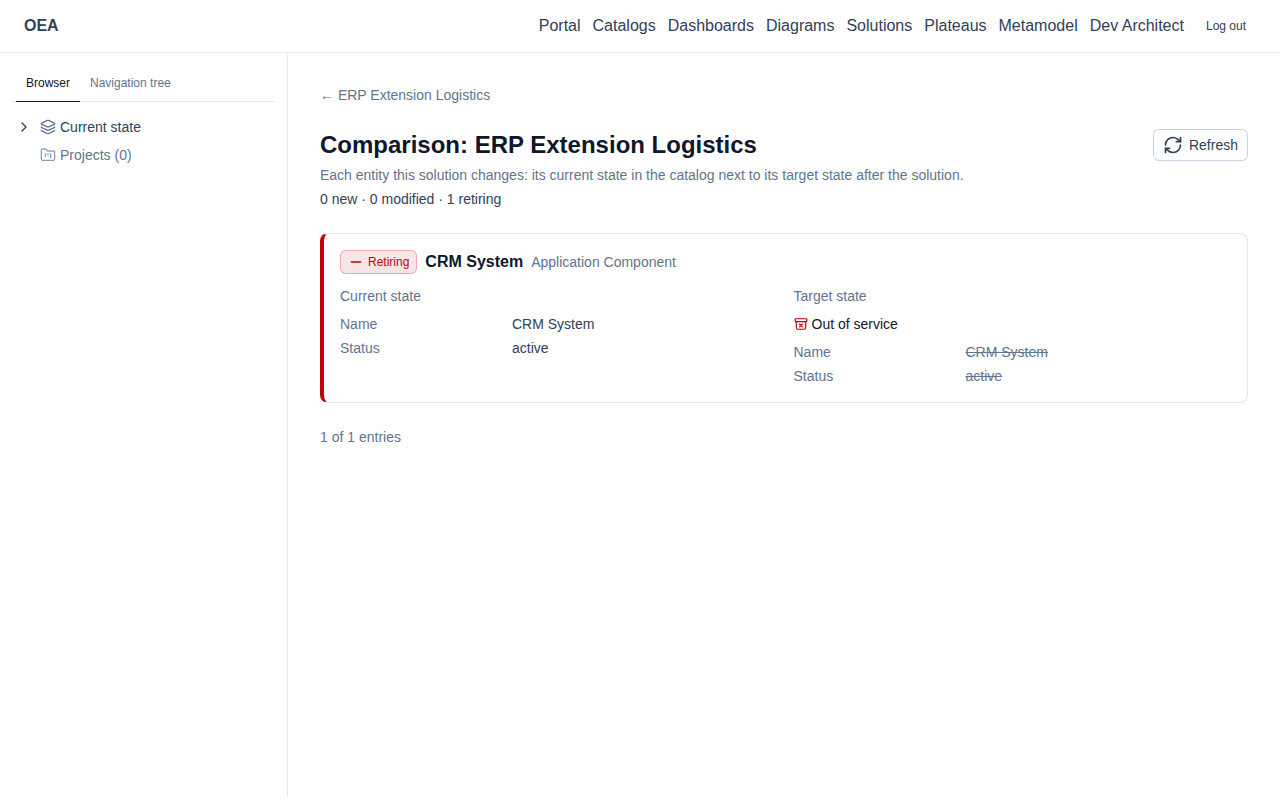 OEA Portal Catalogs Dashboards Diagrams Solutions Plateaus Metamodel Dev Architect Log out
Browser Navigation tree
Current state
Projects (0)
← ERP Extension Logistics
Comparison: ERP Extension Logistics
Refresh
Each entity this solution changes: its current state in the catalog next to its target state after the solution.
0 new · 0 modified · 1 retiring
Retiring CRM System Application Component
Current state
Name CRM System
Status active
Target state
Out of service
Name CRM System
Status active
1 of 1 entries